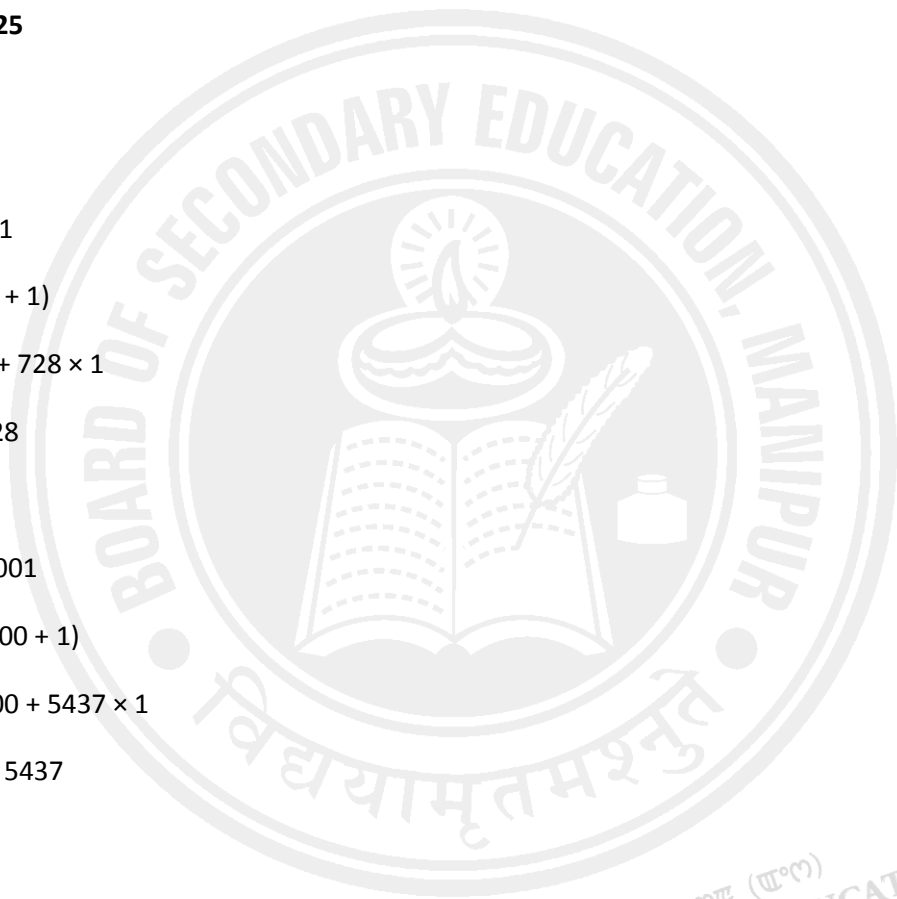 25
1
+ 1)
+ 728 × 1
28
001
00 + 1)
00 + 5437 × 1
5437
BOARD OF SECONDARY EDUCATION, MANIPUR
विद्ययामृतमश्नुते